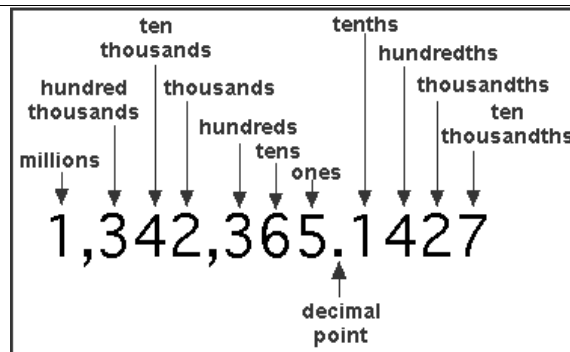 ten
thousands
tenths
hundredths
hundred
thousands
thousands
thousandths
hundreds
ten
thousandths
millions
tens
ones
1,342,365.1427
decimal
point